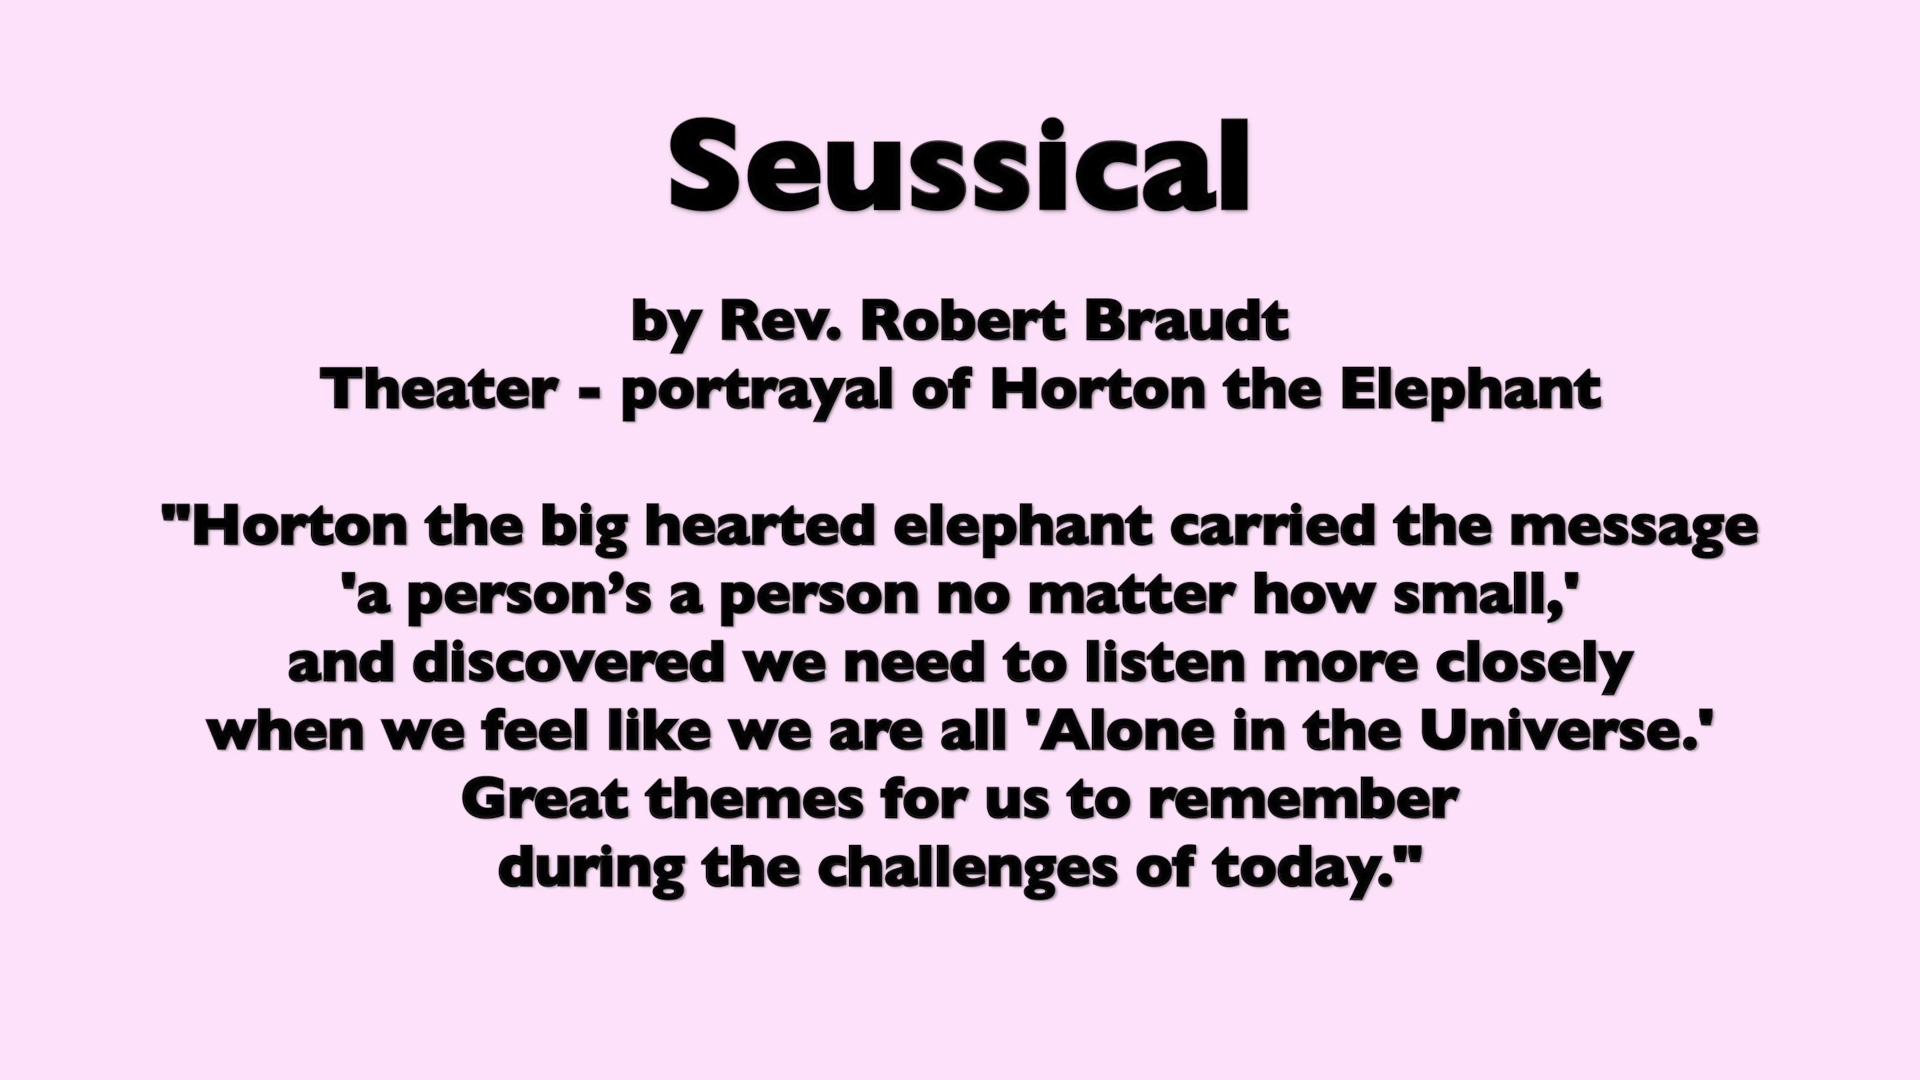 Seussical
by Rev. Robert Braudt
Theater - portrayal of Horton the Elephant
"Horton the big hearted elephant carried the message
'a person’s a person no matter how small,'
and discovered we need to listen more closely
when we feel like we are all 'Alone in the Universe.'
Great themes for us to remember
during the challenges of today."